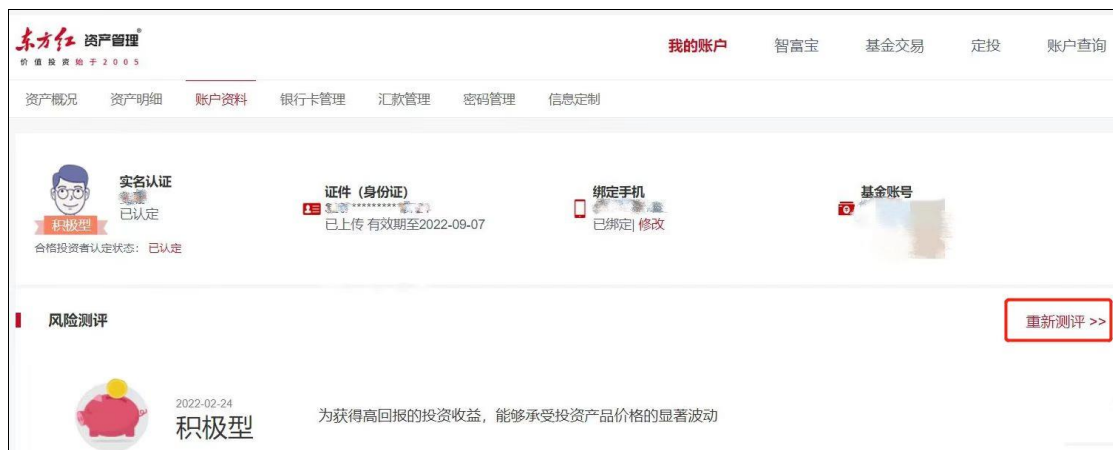 东方红 资产管理
价值投资始于2005
我的账户 智富宝 基金交易 定投 账户查询
资产概况 资产明细 账户资料 银行卡管理 汇款管理 密码管理 信息定制
实名认证
已认定
积极型
合格投资者认定状态：已认定
证件（身份证）
已上传 有效期至2022-09-07
绑定手机
已绑定| 修改
基金账号
风险测评
重新测评 >>
2022-02-24
积极型
为获得高回报的投资收益，能够承受投资产品价格的显著波动